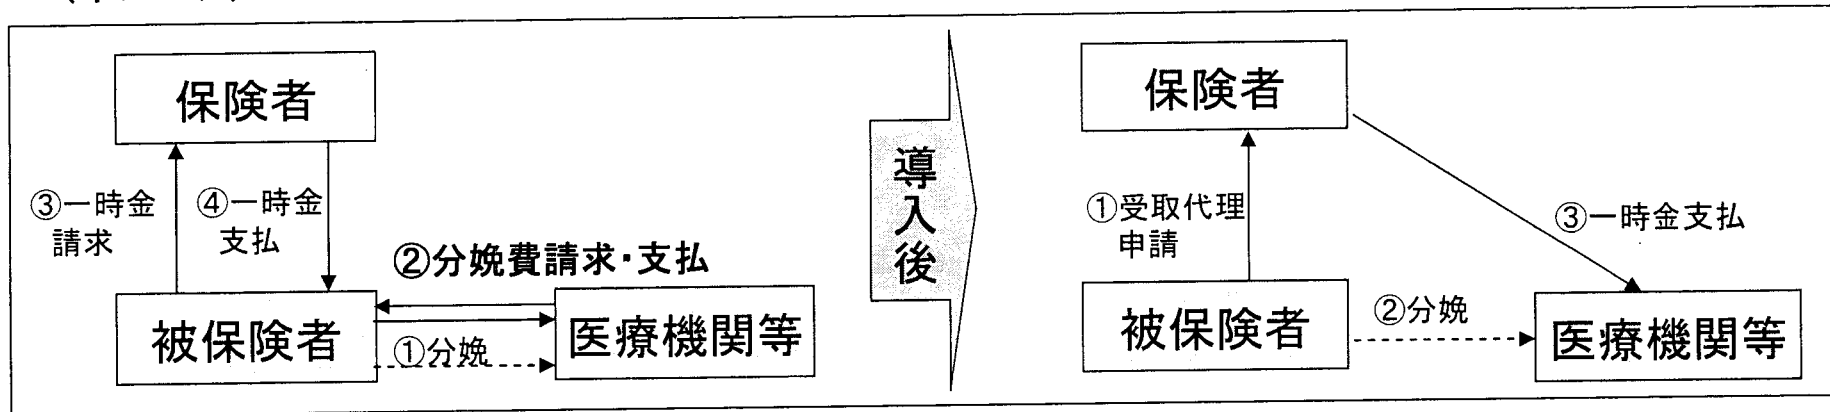 保険者
③一時金
請求
④一時金
支払
②分娩費請求・支払
被保険者
①分娩
医療機関等
導入後
保険者
①受取代理
申請
③一時金支払
被保険者
②分娩
医療機関等